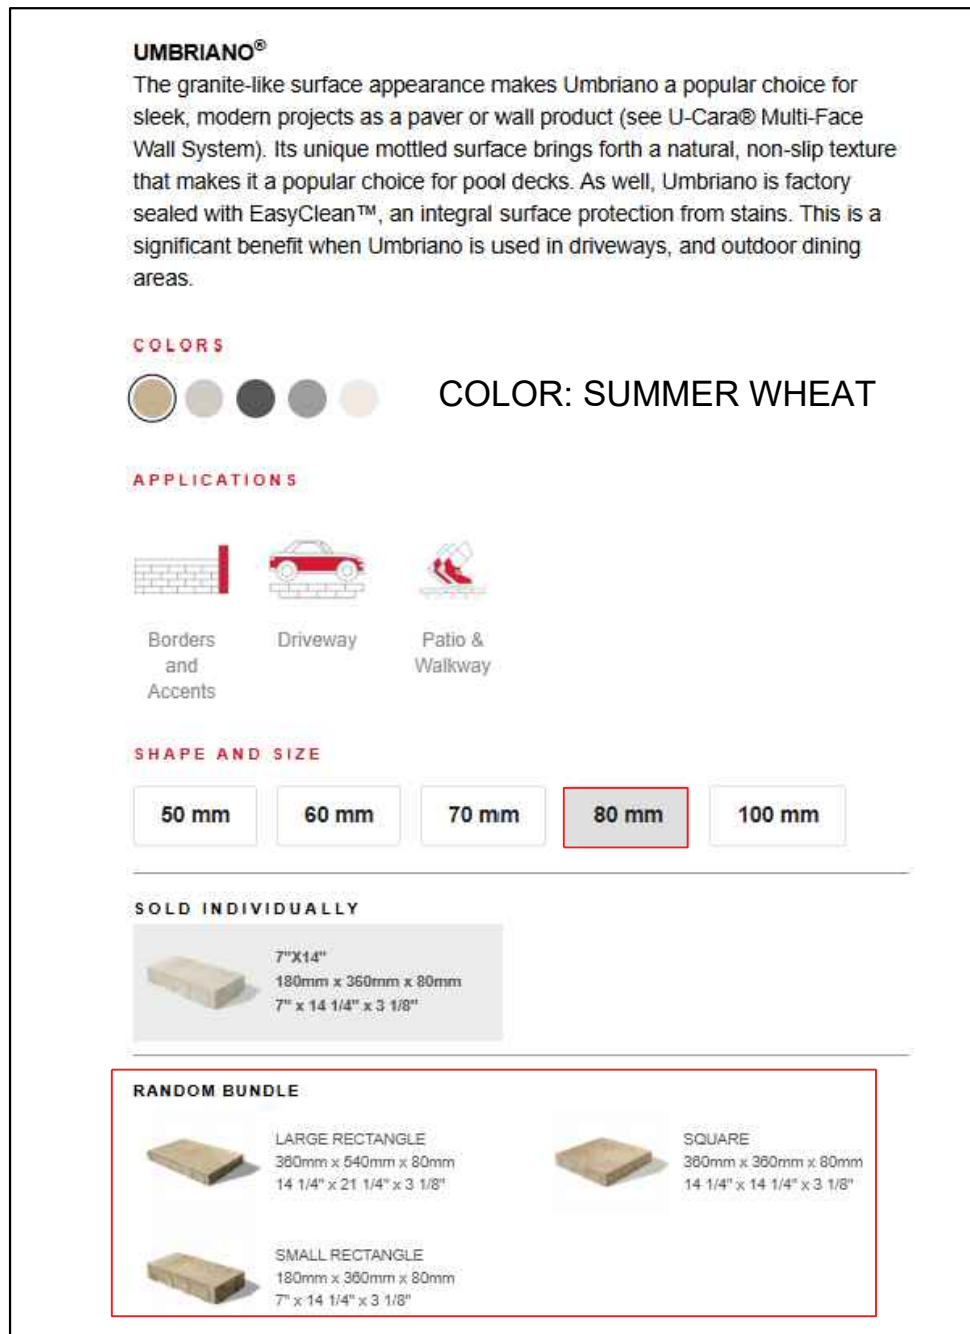 UMBRIANO®
The granite-like surface appearance makes Umbriano a popular choice for
sleek, modern projects as a paver or wall product (see U-Cara® Multi-Face
Wall System). Its unique mottled surface brings forth a natural, non-slip texture
that makes it a popular choice for pool decks. As well, Umbriano is factory
sealed with EasyClean™, an integral surface protection from stains. This is a
significant benefit when Umbriano is used in driveways, and outdoor dining
areas.
COLORS
COLOR: SUMMER WHEAT
APPLICATIONS
Borders
and
Accents
Driveway
Patio &
Walkway
SHAPE AND SIZE
50 mm
60 mm
70 mm
80 mm
100 mm
SOLD INDIVIDUALLY
7"X14"
180mm x 360mm x 80mm
7" x 14 1/4" x 3 1/8"
RANDOM BUNDLE
LARGE RECTANGLE
360mm x 540mm x 80mm
14 1/4" x 21 1/4" x 3 1/8"
SQUARE
360mm x 360mm x 80mm
14 1/4" x 14 1/4" x 3 1/8"
SMALL RECTANGLE
180mm x 360mm x 80mm
7" x 14 1/4" x 3 1/8"